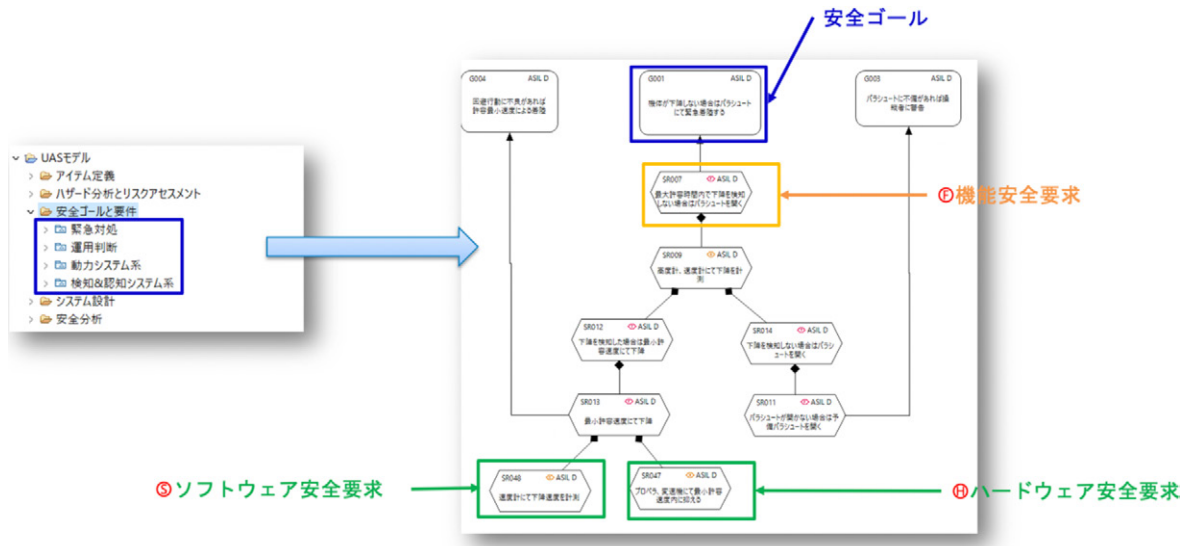 安全ゴール
G004 ASIL D
回避行動に不良があれば
許容最小速度による着陸
G001 ASIL D
機体が下降しない場合はパラシュート
にて緊急着陸する
G003 ASIL D
パラシュートに不備があれば操
縦者に警告
UASモデル
アイテム定義
ハザード分析とリスクアセスメント
安全ゴールと要件
緊急対処
運用判断
動力システム系
検知&認知システム系
システム設計
安全分析
SR007 ASIL D
最大許容時間内で下降を検知
しない場合はパラシュートを開く
Ⓕ機能安全要求
SR009 ASIL D
高度計、速度計にて下降を計
測
SR012 ASIL D
下降を検知した場合は最小許
容速度にて下降
SR014 ASIL D
下降を検知しない場合はパラシ
ュートを開く
SR013 ASIL D
最小許容速度にて下降
SR011 ASIL D
パラシュートが開かない場合は予
備パラシュートを開く
Ⓢソフトウェア安全要求
SR048 ASIL D
速度計にて下降速度を計測
SR047 ASIL D
プロペラ、変速機にて最小許容
速度内に抑える
Ⓗハードウェア安全要求